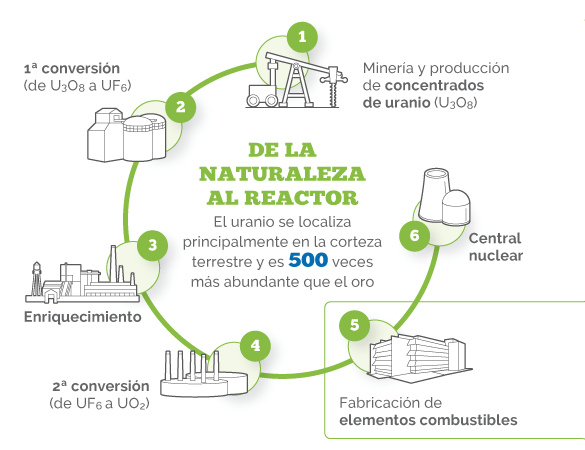 1
Minería y producción
de concentrados
de uranio (U₃O₈)
1ª conversión
(de U₃O₈ a UF₆)
2
DE LA
NATURALEZA
AL REACTOR
El uranio se localiza
principalmente en la corteza
terrestre y es 500 veces
más abundante que el oro
3
Enriquecimiento
4
2ª conversión
(de UF₆ a UO₂)
5
Fabricación de
elementos combustibles
6
Central
nuclear